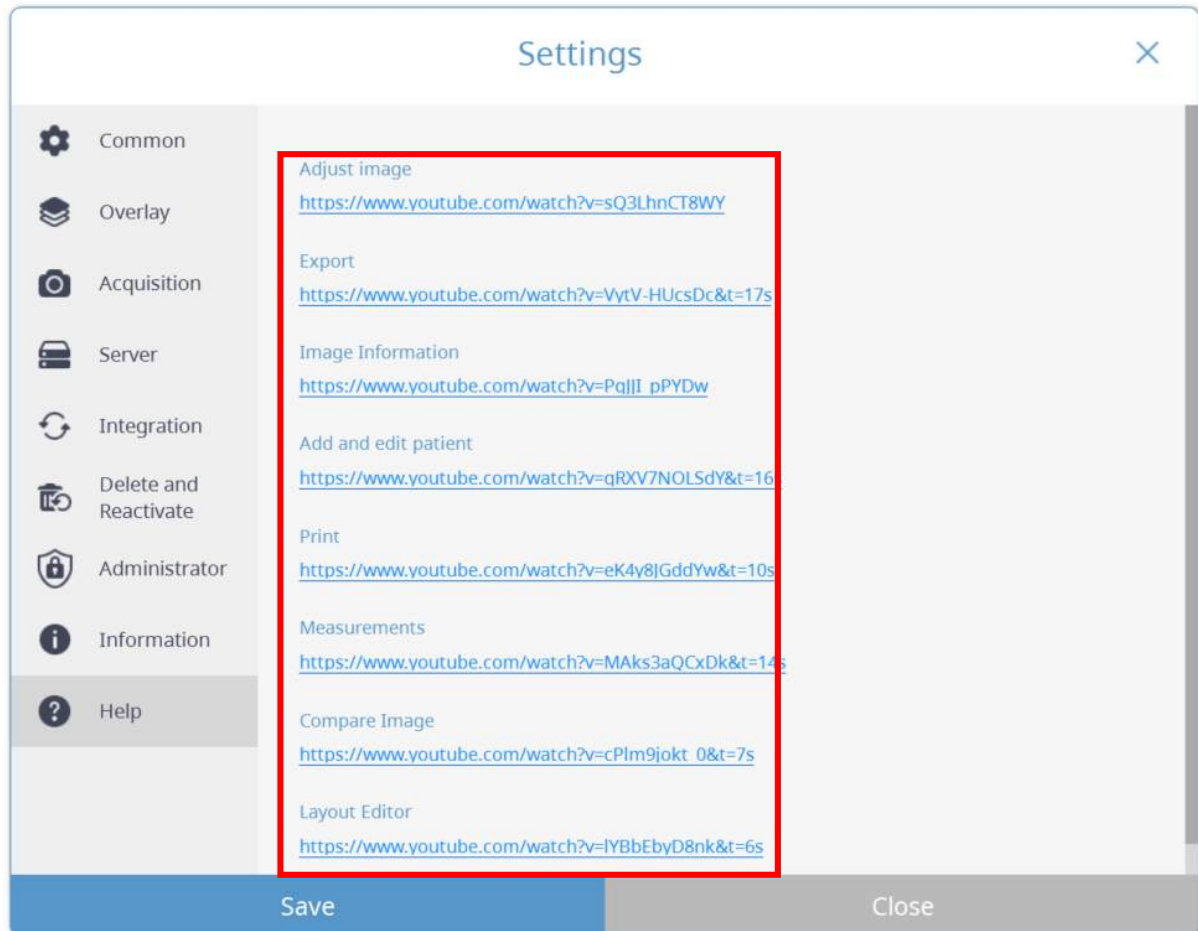 Settings
Common
Overlay
Acquisition
Server
Integration
Delete and
Reactivate
Administrator
Information
Help
Adjust image
https://www.youtube.com/watch?v=sQ3LhnCT8WY
Export
https://www.youtube.com/watch?v=VytV-HUcsDc&t=17s
Image Information
https://www.youtube.com/watch?v=PqJJI_pPYDw
Add and edit patient
https://www.youtube.com/watch?v=qRXV7NOLSdY&t=16s
Print
https://www.youtube.com/watch?v=eK4y8JGddYw&t=10s
Measurements
https://www.youtube.com/watch?v=MAks3aQCxDk&t=14s
Compare Image
https://www.youtube.com/watch?v=cPlm9jokt_0&t=7s
Layout Editor
https://www.youtube.com/watch?v=lYBbEbyD8nk&t=6s
Save
Close